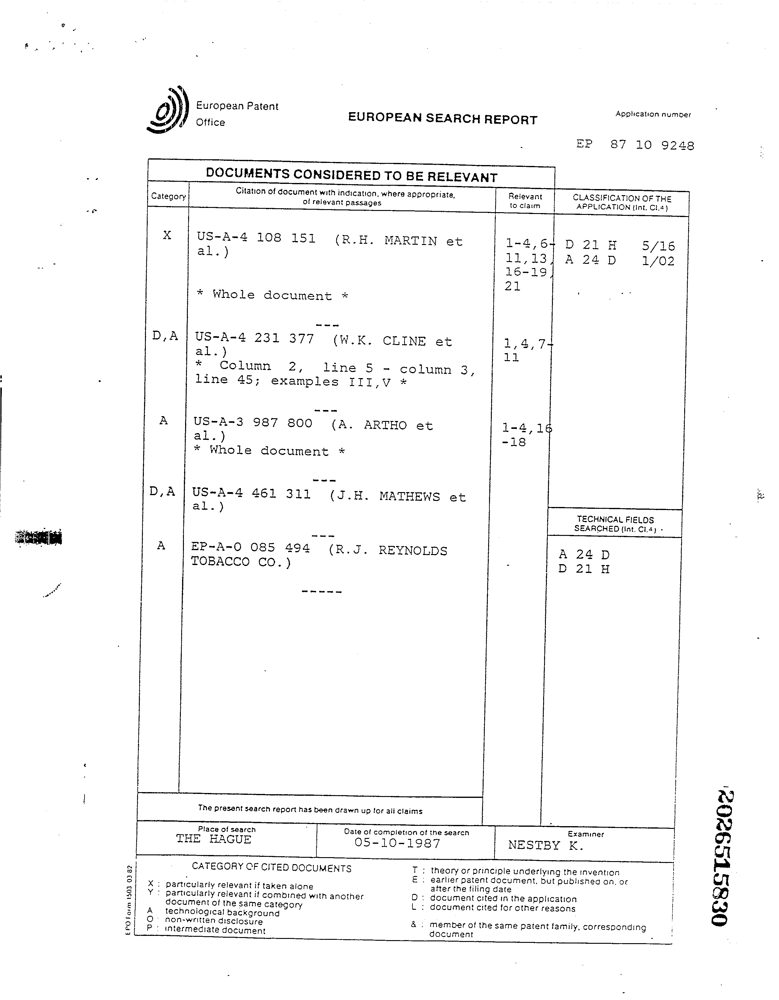 European Patent
Office
EUROPEAN SEARCH REPORT
Application number
EP 87 10 9248
DOCUMENTS CONSIDERED TO BE RELEVANT
Category
Citation of document with indication, where appropriate,
of relevant passages
Relevant
to claim
CLASSIFICATION OF THE
APPLICATION (Int. Cl.4)
X
US-A-4 108 151 (R.H. MARTIN et
al.)
* Whole document *
1-4,6-
11,13,
16-19,
21
D 21 H 5/16
A 24 D 1/02
---
D,A
US-A-4 231 377 (W.K. CLINE et
al.)
* Column 2, line 5 - column 3,
line 45; examples III,V *
1,4,7-
11
---
A
US-A-3 987 800 (A. ARTHO et
al.)
* Whole document *
1-4,16
-18
---
D,A
US-A-4 461 311 (J.H. MATHEWS et
al.)
---
A
EP-A-0 085 494 (R.J. REYNOLDS
TOBACCO CO.)
-----
TECHNICAL FIELDS
SEARCHED (Int. Cl.4)
A 24 D
D 21 H
The present search report has been drawn up for all claims
Place of search
THE HAGUE
Date of completion of the search
05-10-1987
Examiner
NESTBY K.
CATEGORY OF CITED DOCUMENTS
X : particularly relevant if taken alone
Y : particularly relevant if combined with another
document of the same category
A : technological background
O : non-written disclosure
P : intermediate document
T : theory or principle underlying the invention
E : earlier patent document, but published on, or
after the filing date
D : document cited in the application
L : document cited for other reasons
& : member of the same patent family, corresponding
document
EPO Form 1503 03 82
2026515830